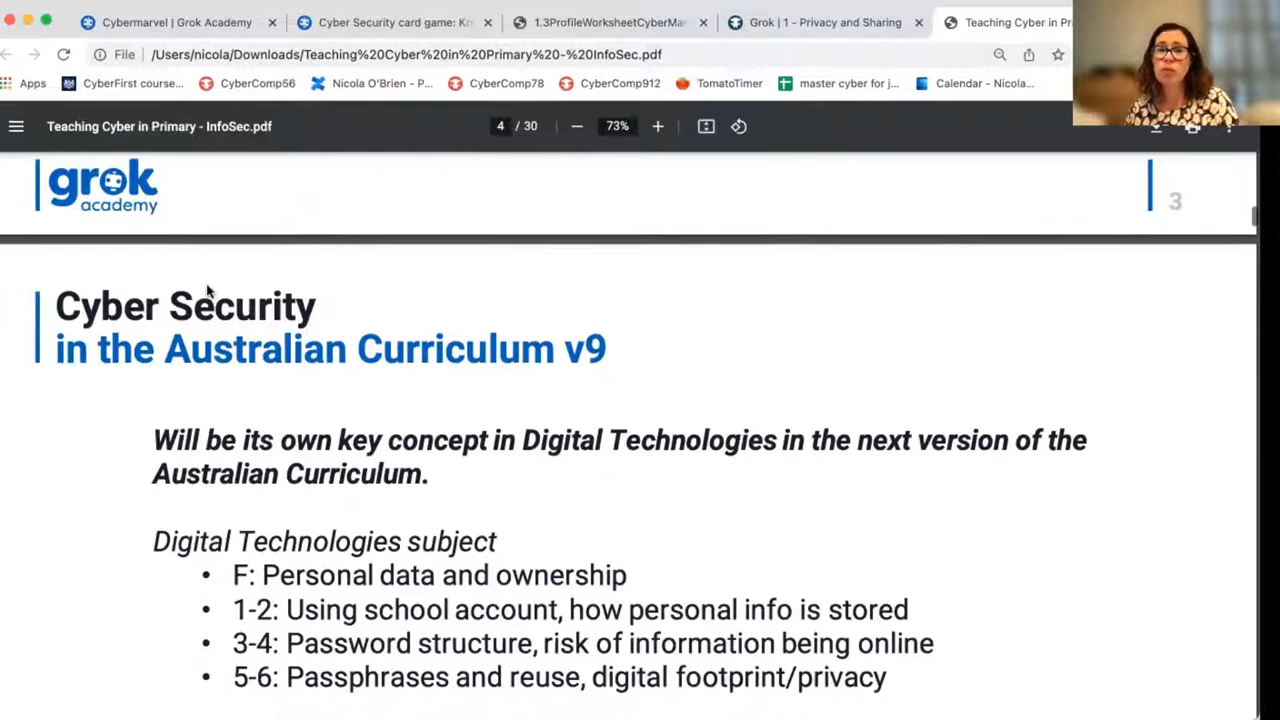 Cybermarvel | Grok Academy
Cyber Security card game: Kn
1.3ProfileWorksheetCyberMar
Grok | 1 - Privacy and Sharing
Teaching Cyber in Pr
File
/Users/nicola/Downloads/Teaching%20Cyber%20in%20Primary%20-%20InfoSec.pdf
Apps
CyberFirst course...
CyberComp56
Nicola O'Brien - P...
CyberComp78
CyberComp912
TomatoTimer
master cyber for j...
Calendar - Nicola...
Teaching Cyber in Primary - InfoSec.pdf
4 / 30
73%
grok
academy
3
Cyber Security
in the Australian Curriculum v9
Will be its own key concept in Digital Technologies in the next version of the
Australian Curriculum.
Digital Technologies subject
• F: Personal data and ownership
• 1-2: Using school account, how personal info is stored
• 3-4: Password structure, risk of information being online
• 5-6: Passphrases and reuse, digital footprint/privacy